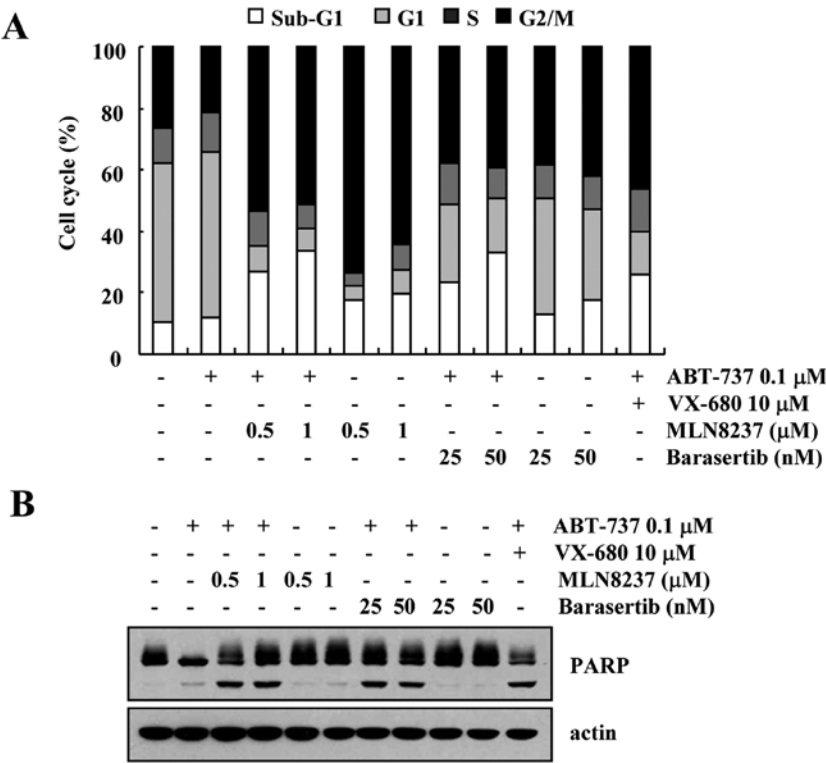 A
Sub-G1 G1 S G2/M
Cell cycle (%)
100
80
60
40
20
0
- + + + - - + + - - + ABT-737 0.1 μM
- - - - - - - - - - + VX-680 10 μM
- - 0.5 1 0.5 1 - - - - - MLN8237 (μM)
- - - - - - 25 50 25 50 - Barasertib (nM)
B
- + + + - - + + - - + ABT-737 0.1 μM
- - - - - - - - - - + VX-680 10 μM
- - 0.5 1 0.5 1 - - - - - MLN8237 (μM)
- - - - - - 25 50 25 50 - Barasertib (nM)
PARP
actin